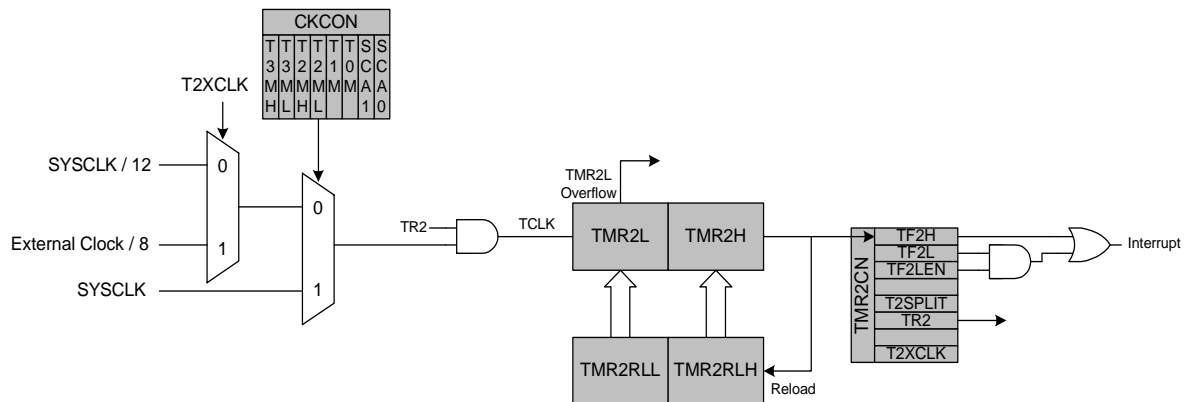 CKCON
T3MH T3ML T2MH T2ML T1M T0M SCA1 SCA0
T2XCLK
SYSCLK / 12
0
External Clock / 8
1
SYSCLK
0
1
TR2
TCLK
TMR2L
Overflow
TMR2L
TMR2H
TMR2RLL
TMR2RLH
Reload
TMR2CN
TF2H
TF2L
TF2LEN
T2SPLIT
TR2
T2XCLK
Interrupt